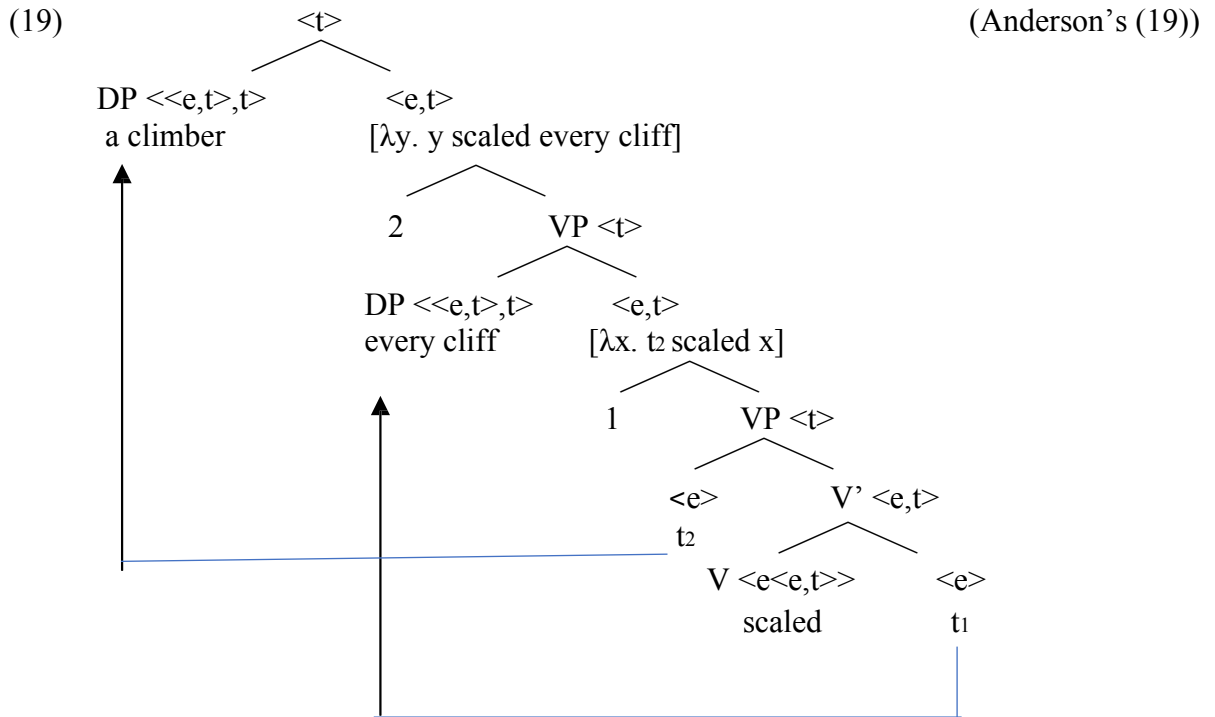 (19) <t> (Anderson’s (19))
DP <<e,t>,t> <e,t>
a climber [λy. y scaled every cliff]
2 VP <t>
DP <<e,t>,t> <e,t>
every cliff [λx. t2 scaled x]
1 VP <t>
<e> V’ <e,t>
t2
V <e<e,t>> <e>
scaled t1